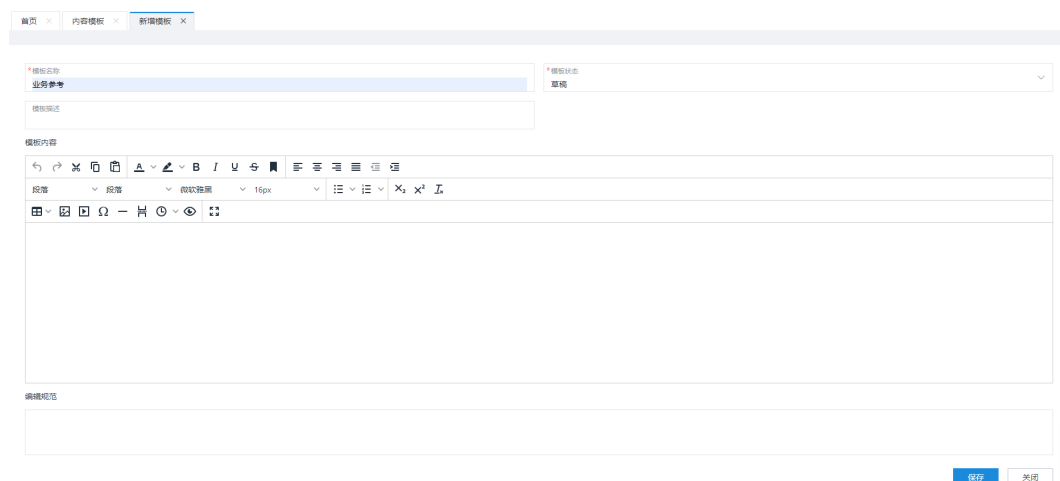 首页 内容模板 新增模板
*模板名称
业务参考
*模板状态
草稿
模板描述
模板内容
段落 段落 微软雅黑 16px
编辑规范
保存 关闭